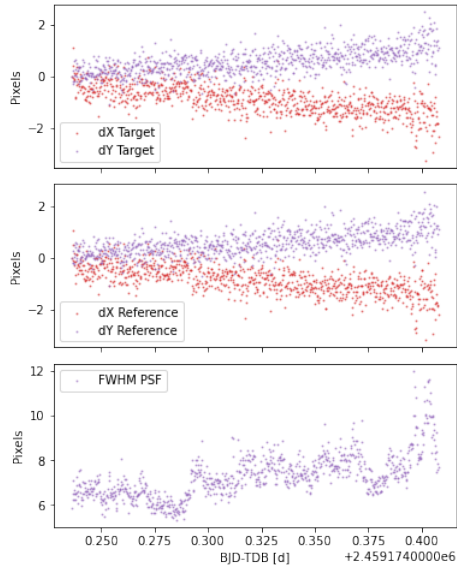 2
0
−2
Pixels
dX Target
dY Target
2
0
−2
Pixels
dX Reference
dY Reference
12
10
8
6
Pixels
FWHM PSF
0.250 0.275 0.300 0.325 0.350 0.375 0.400
BJD-TDB [d]
+2.4591740000e6